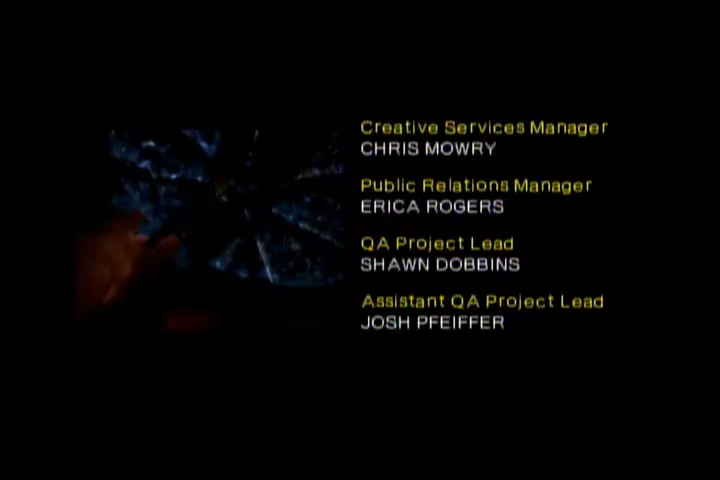 Creative Services Manager
CHRIS MOWRY
Public Relations Manager
ERICA ROGERS
QA Project Lead
SHAWN DOBBINS
Assistant QA Project Lead
JOSH PFEIFFER